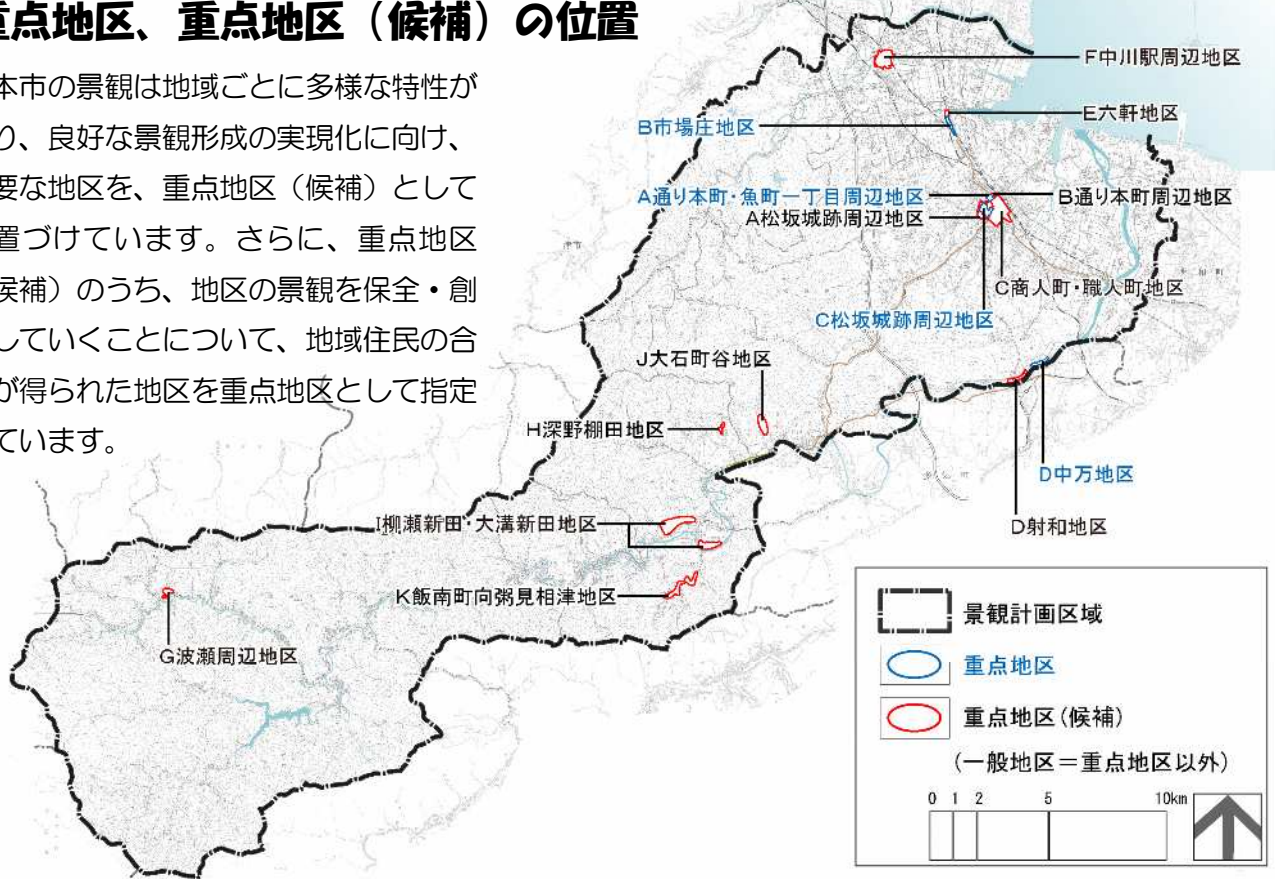 重点地区、重点地区（候補）の位置
本市の景観は地域ごとに多様な特性が
り、良好な景観形成の実現化に向け、
要な地区を、重点地区（候補）として
置づけています。さらに、重点地区
候補）のうち、地区の景観を保全・創
していくことについて、地域住民の合
が得られた地区を重点地区として指定
ています。
F中川駅周辺地区
E六軒地区
B市場庄地区
A通り本町・魚町一丁目周辺地区
B通り本町周辺地区
A松坂城跡周辺地区
C商人町・職人町地区
C松坂城跡周辺地区
J大石町谷地区
H深野棚田地区
D中万地区
D射和地区
I柳瀬新田・大溝新田地区
K飯南町向粥見相津地区
G波瀬周辺地区
景観計画区域
重点地区
重点地区（候補）
（一般地区＝重点地区以外）
0 1 2 5 10km